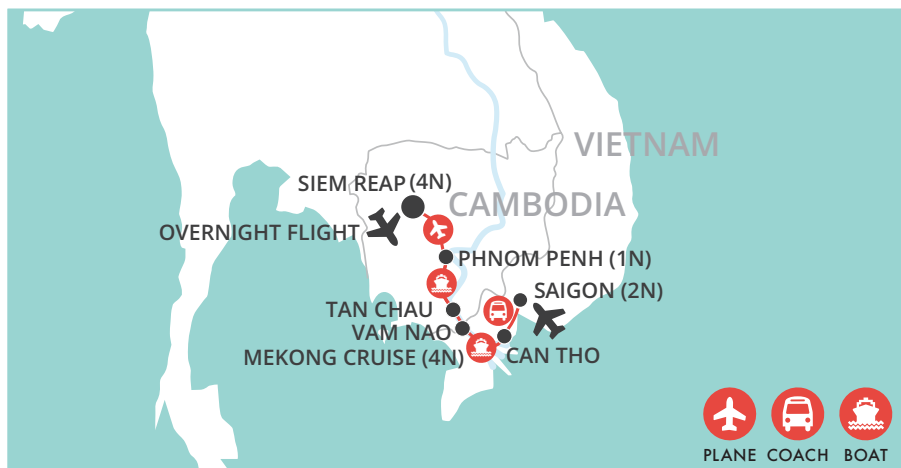 VIETNAM
SIEM REAP (4N)
CAMBODIA
OVERNIGHT FLIGHT
PHNOM PENH (1N)
SAIGON (2N)
TAN CHAU
VAM NAO
MEKONG CRUISE (4N)
CAN THO
PLANE COACH BOAT